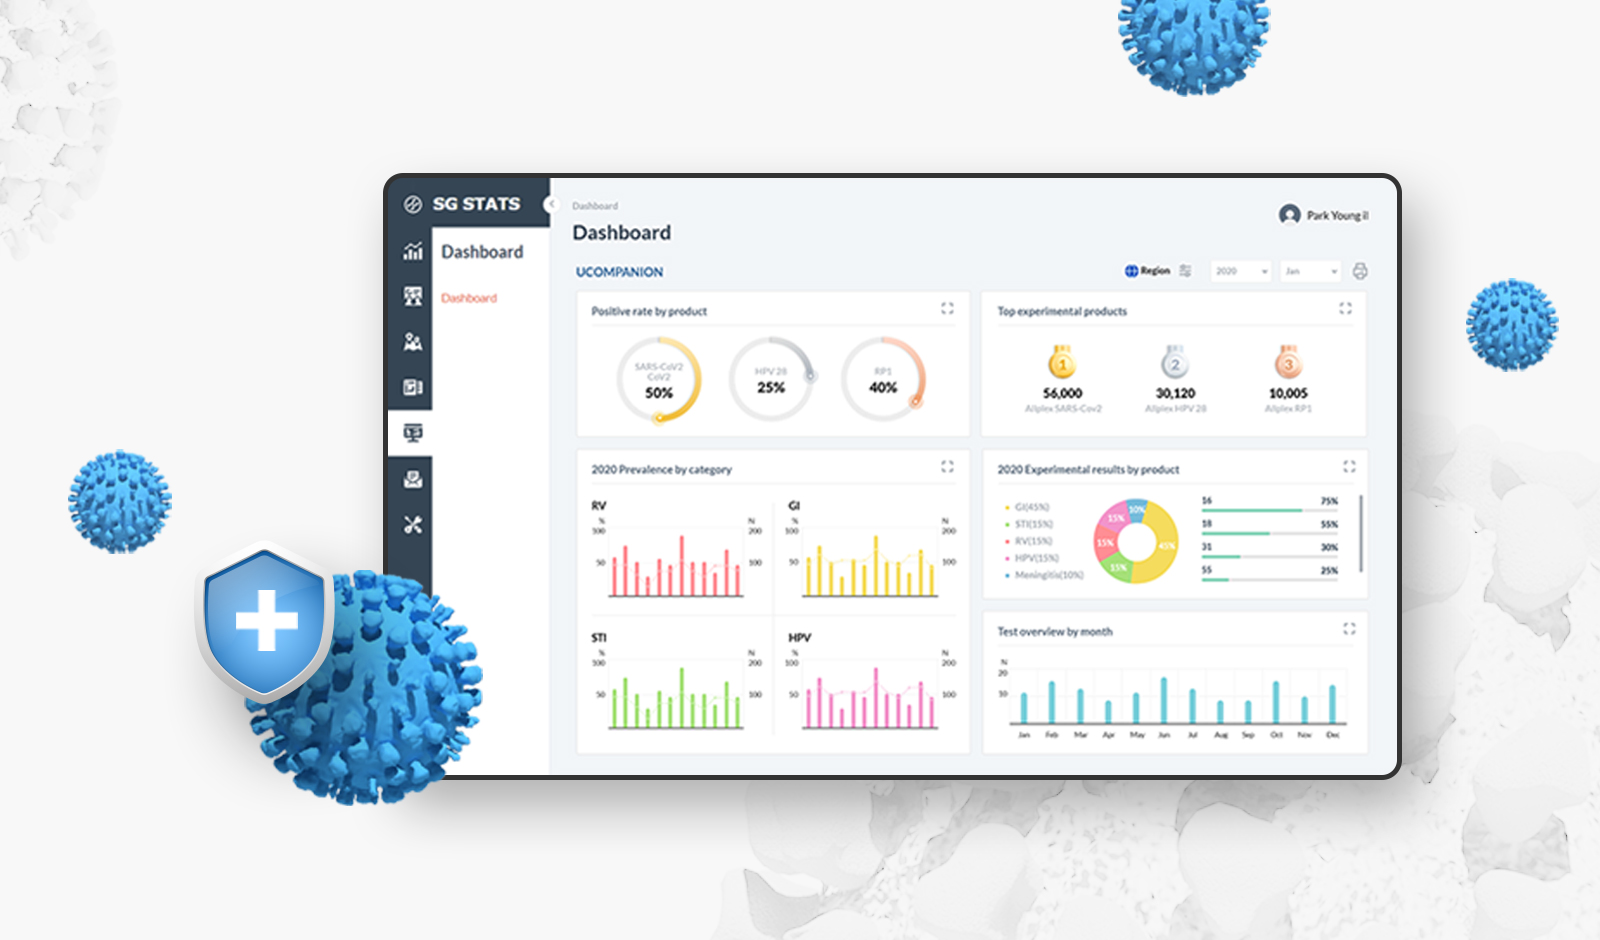 SG STATS
Dashboard
Dashboard
Dashboard
Dashboard
Park Young il
UCOMPANION
Region
2020
Jan
Positive rate by product
SARS-CoV2
CoV2
50%
HPV 28
25%
RP1
40%
Top experimental products
1
2
3
56,000
30,120
10,005
Allplex SARS-Cov2
Allplex HPV 28
Allplex RP1
2020 Prevalence by category
RV
%
N
100
200
50
100
GI
%
N
100
200
50
100
STI
%
N
100
200
50
100
HPV
%
N
100
200
50
100
2020 Experimental results by product
GI(45%)
STI(15%)
RV(15%)
HPV(15%)
Meningitis(10%)
10%
15%
45%
15%
15%
16 75%
18 55%
31 30%
55 25%
Test overview by month
N
20
10
Jan Feb Mar Apr May Jun Jul Aug Sep Oct Nov Dec